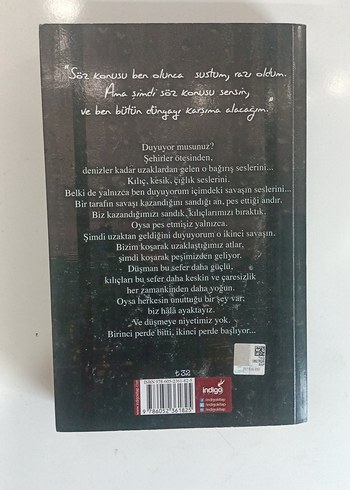 "Söz konusu ben olunca sustum, razı oldum.
Ama şimdi söz konusu sensin,
ve ben bütün dünyayı karşıma alacağım."
Duyuyor musunuz?
Şehirler ötesinden,
denizler kadar uzaklardan gelen o bağırış seslerini...
Kılıç, kesik, çığlık seslerini.
Belki de yalnızca ben duyuyorum içimdeki savaşın seslerini...
Bir tarafın savaşı kazandığını sandığı an, pes ettiği andır.
Biz kazandığımızı sandık, kılıçlarımızı bıraktık.
Oysa pes etmişiz yalnızca.
Şimdi uzaktan geldiğini duyuyorum o ikinci savaşın.
Bizim koşarak uzaklaştığımız atlar,
şimdi koşarak peşimizden geliyor.
Düşman bu sefer daha güçlü,
kılıçları bu sefer daha keskin ve çaresizlik
her zamankinden daha yoğun.
Oysa herkesin unuttuğu bir şey var;
biz hâlâ ayaktayız.
Ve düşmeye niyetimiz yok.
Birinci perde bitti, ikinci perde başlıyor...
₺32
9 786052 361825
indigo